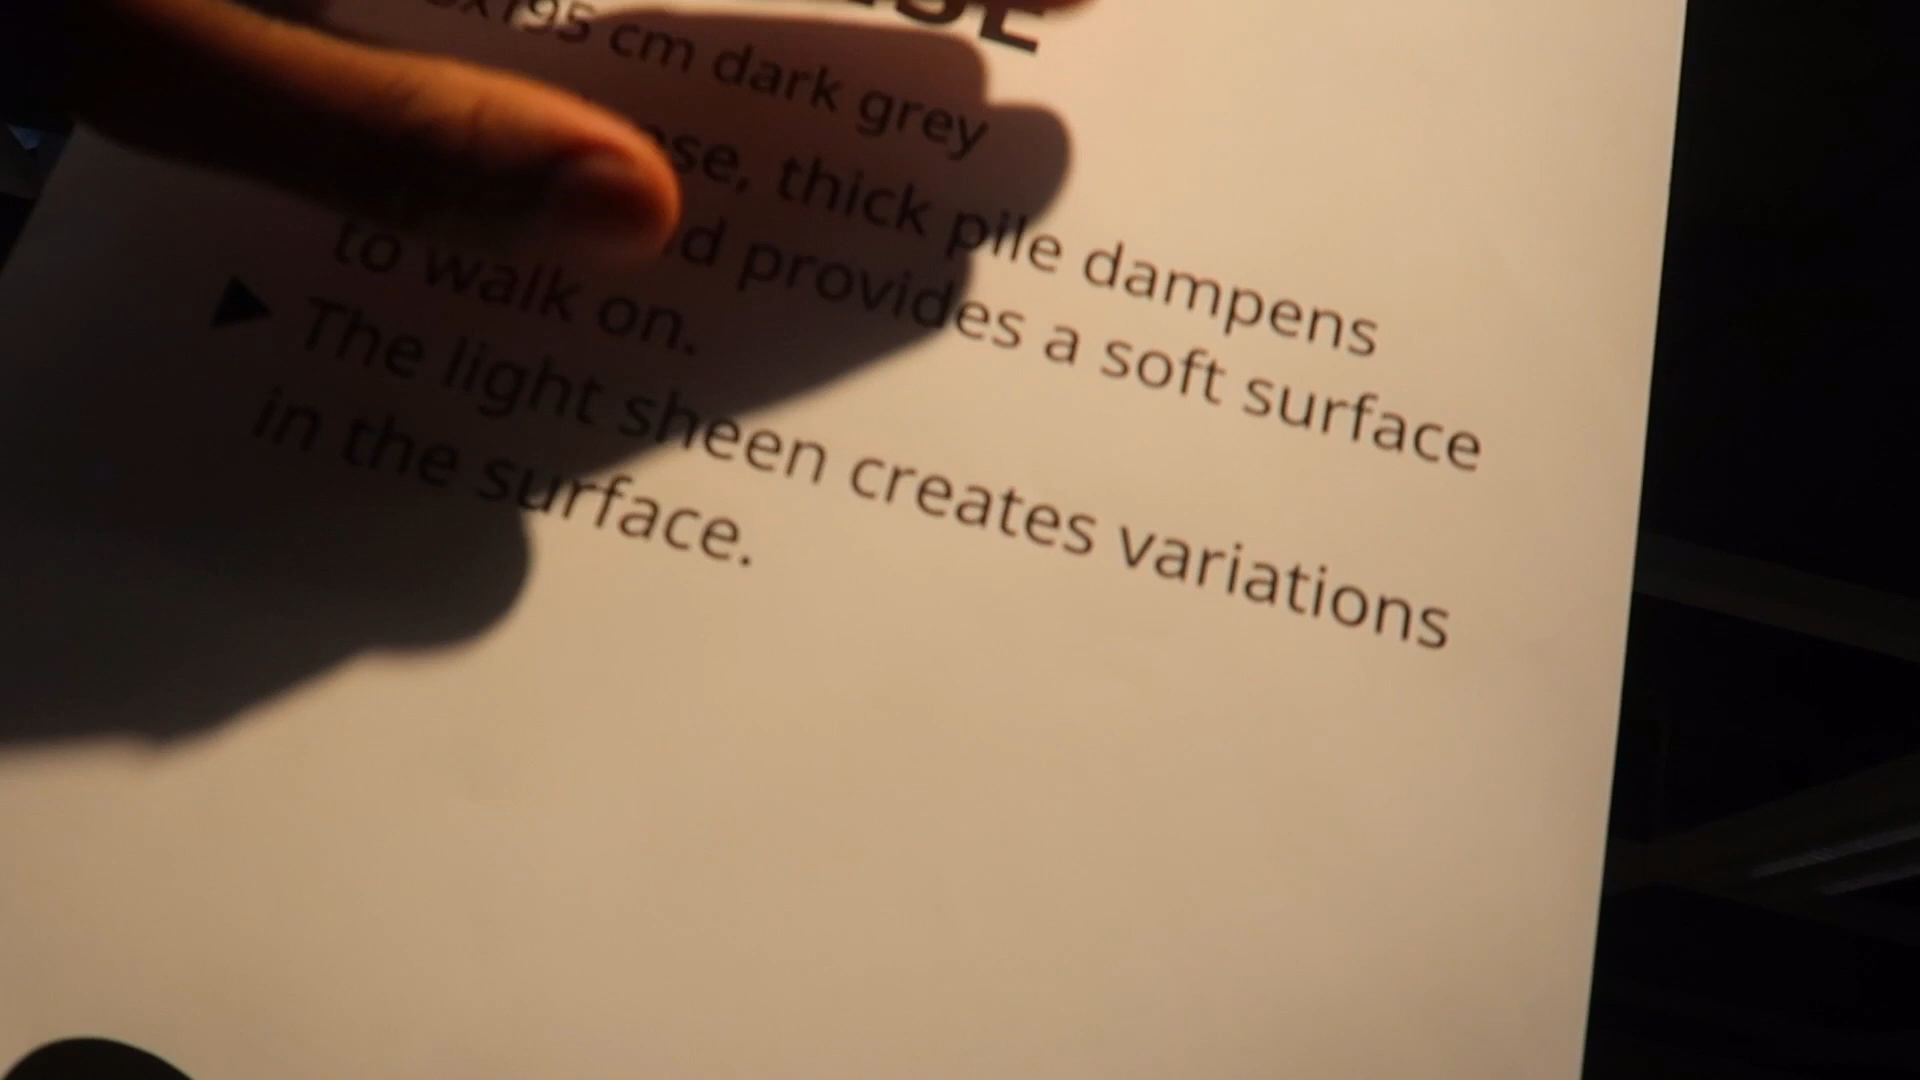 cm dark grey
thick pile dampens
provides a soft surface
to walk on.
▶ The light sheen creates variations
in the surface.